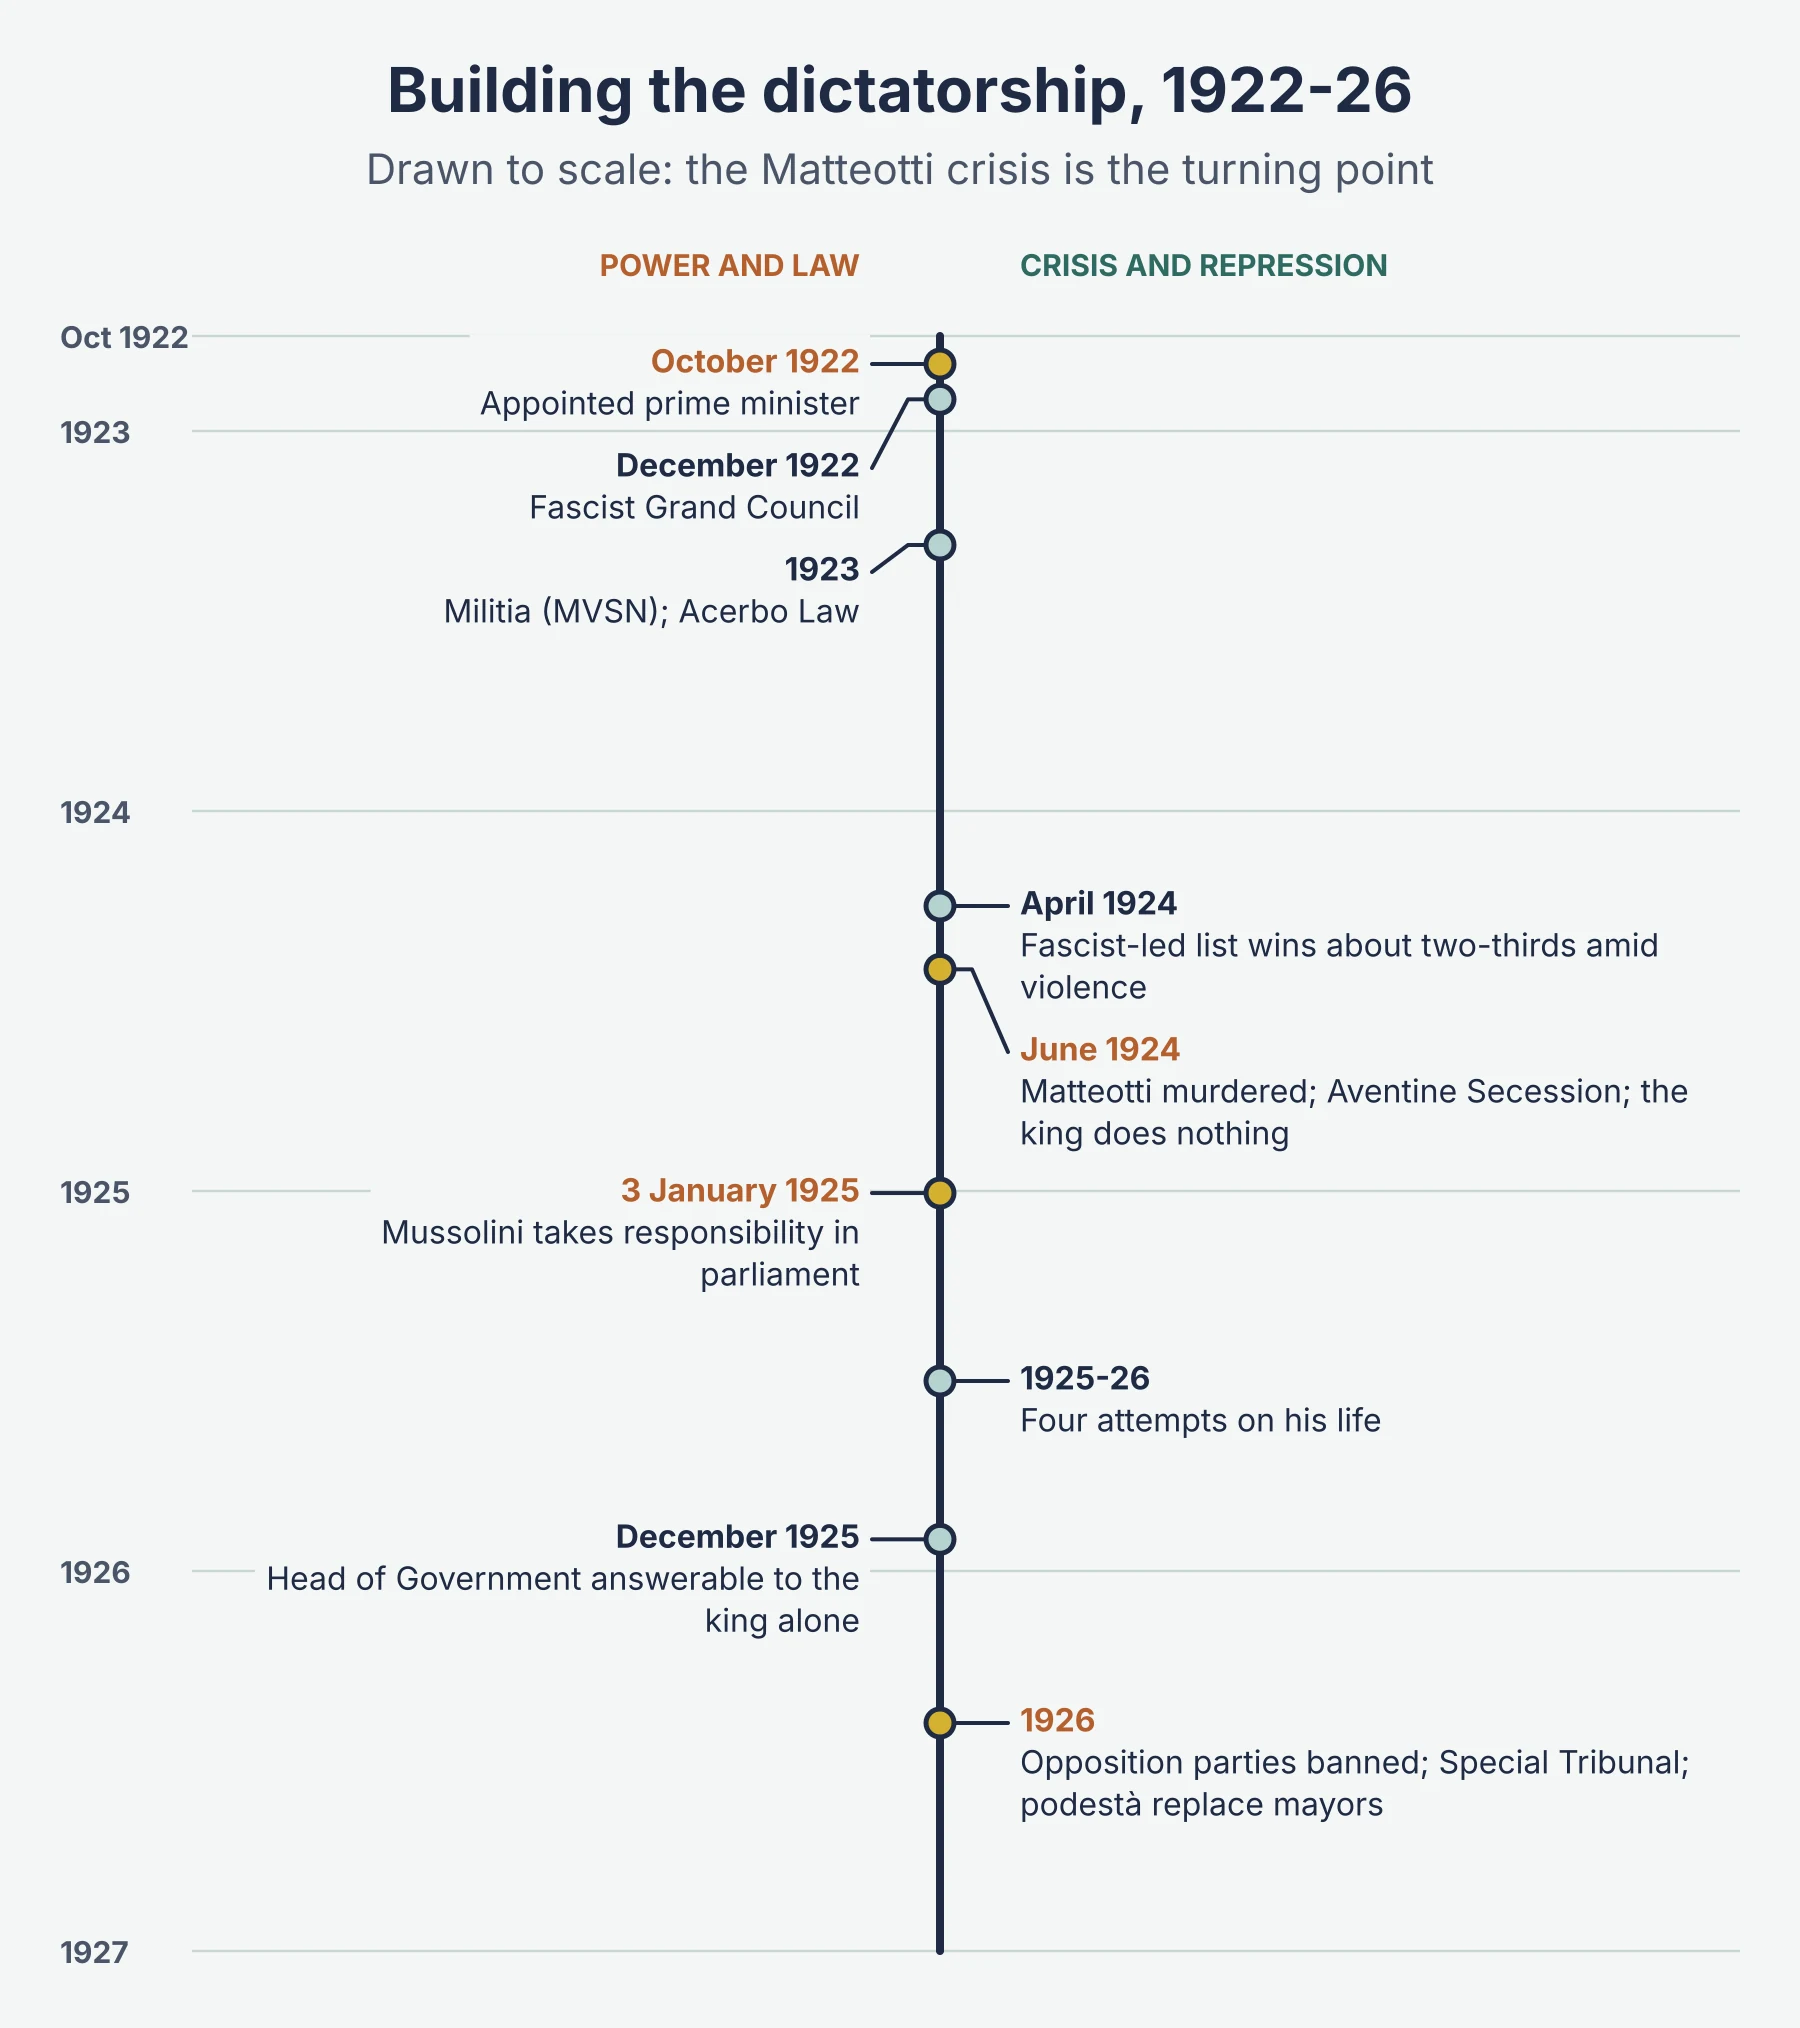 Building the dictatorship, 1922-26
Drawn to scale: the Matteotti crisis is the turning point
POWER AND LAW
CRISIS AND REPRESSION
Oct 1922
October 1922
Appointed prime minister
1923
December 1922
Fascist Grand Council
1923
Militia (MVSN); Acerbo Law
1924
April 1924
Fascist-led list wins about two-thirds amid
violence
June 1924
Matteotti murdered; Aventine Secession; the
king does nothing
1925
3 January 1925
Mussolini takes responsibility in
parliament
1925-26
Four attempts on his life
December 1925
1926
Head of Government answerable to the
king alone
1926
Opposition parties banned; Special Tribunal;
podestà replace mayors
1927